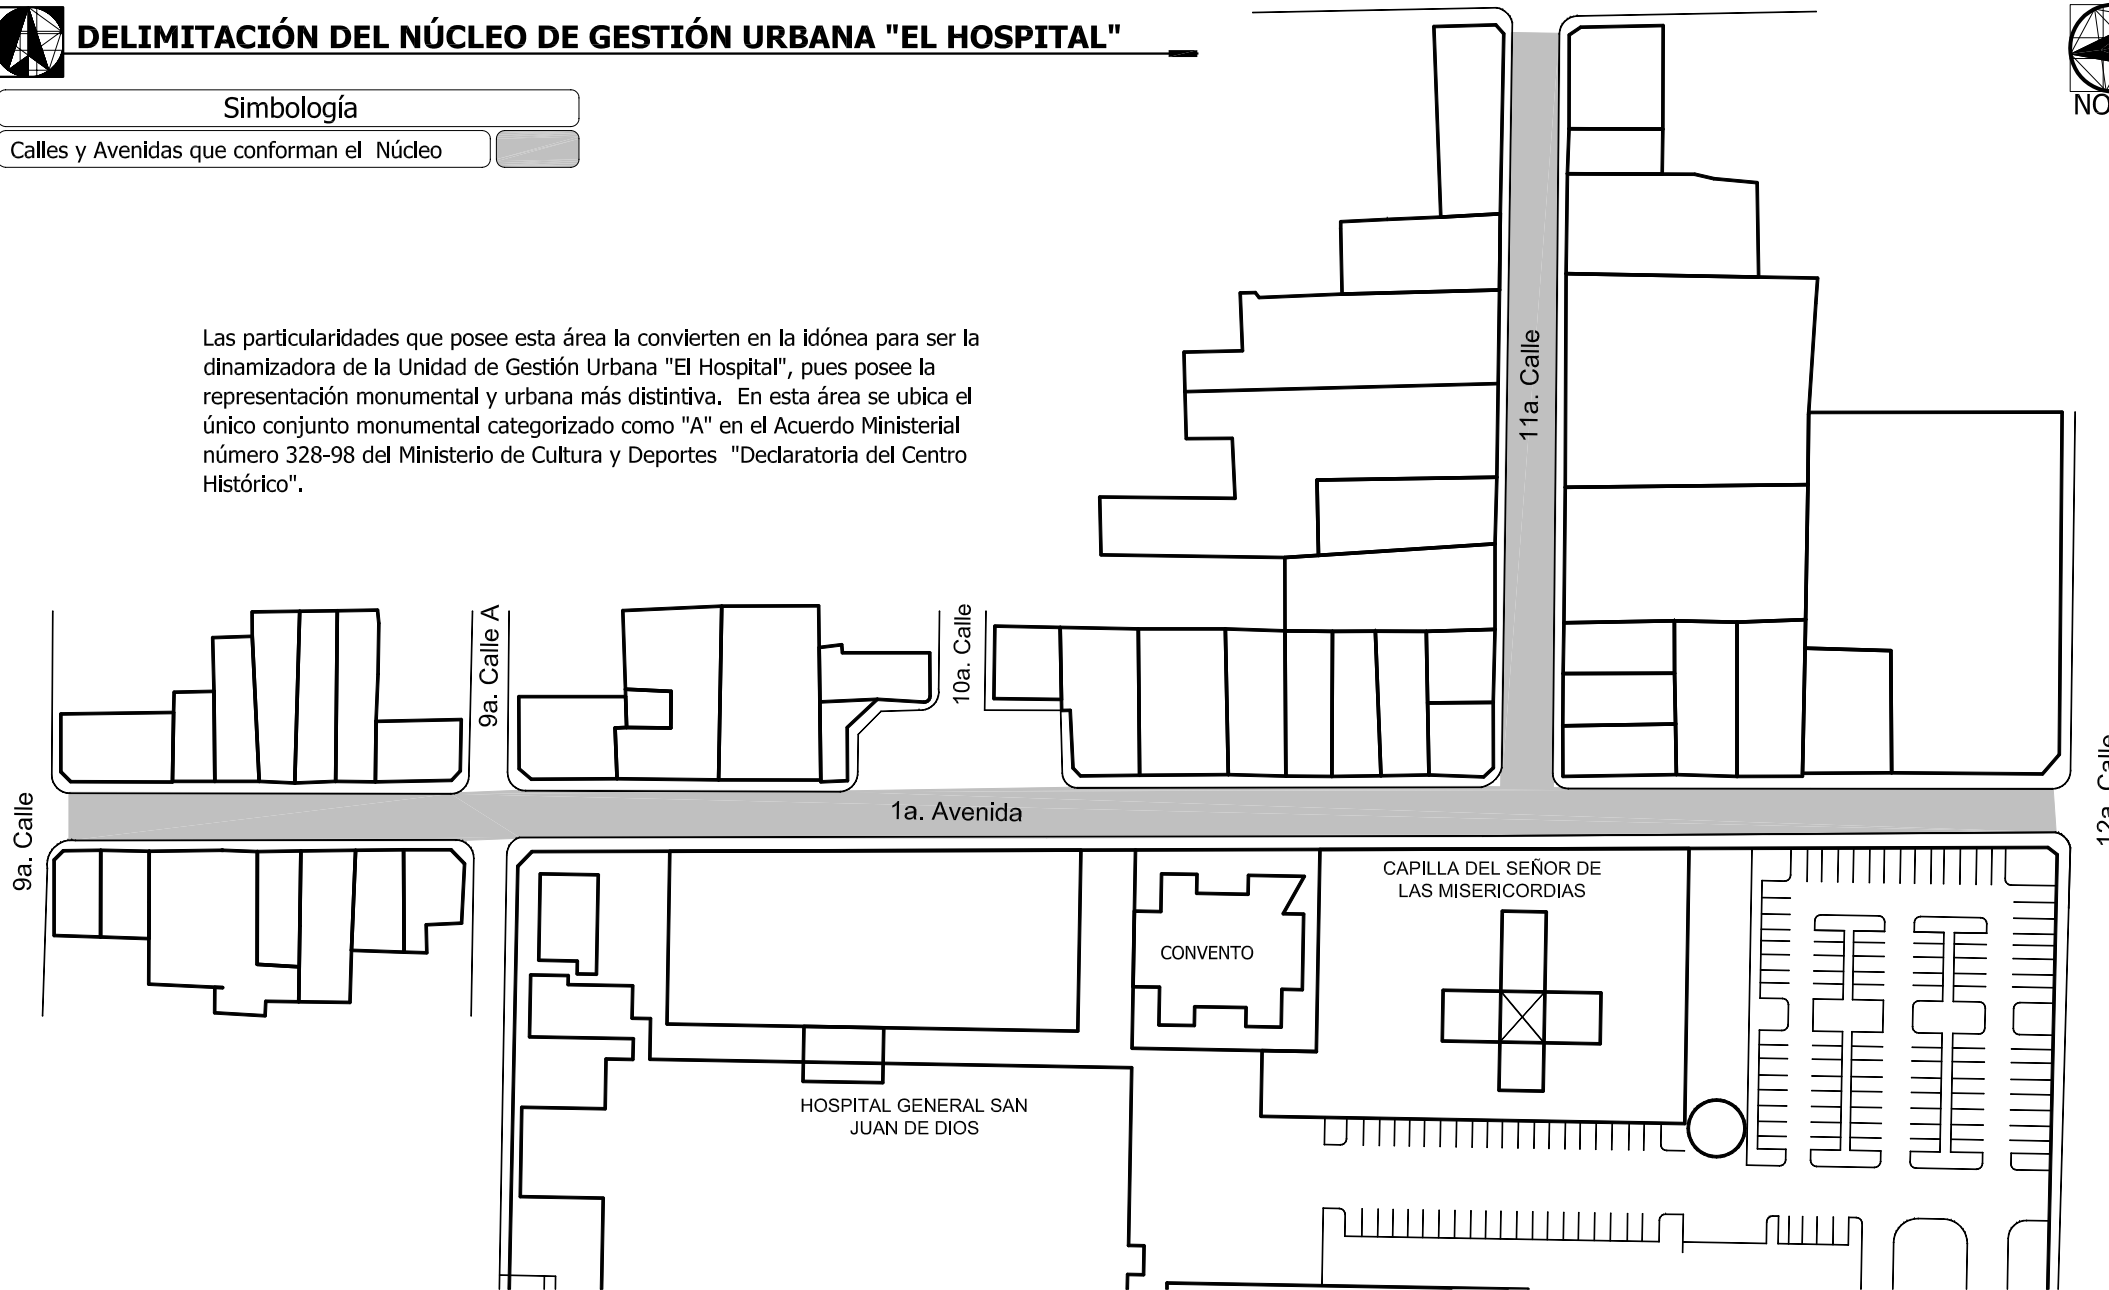 DELIMITACIÓN DEL NÚCLEO DE GESTIÓN URBANA "EL HOSPITAL"
Simbología
Calles y Avenidas que conforman el Núcleo
Las particularidades que posee esta área la convierten en la idónea para ser la
dinamizadora de la Unidad de Gestión Urbana "El Hospital", pues posee la
representación monumental y urbana más distintiva. En esta área se ubica el
único conjunto monumental categorizado como "A" en el Acuerdo Ministerial
número 328-98 del Ministerio de Cultura y Deportes "Declaratoria del Centro
Histórico".
11a. Calle
9a. Calle A
10a. Calle
9a. Calle
1a. Avenida
12a. Calle
CAPILLA DEL SEÑOR DE
LAS MISERICORDIAS
CONVENTO
HOSPITAL GENERAL SAN
JUAN DE DIOS